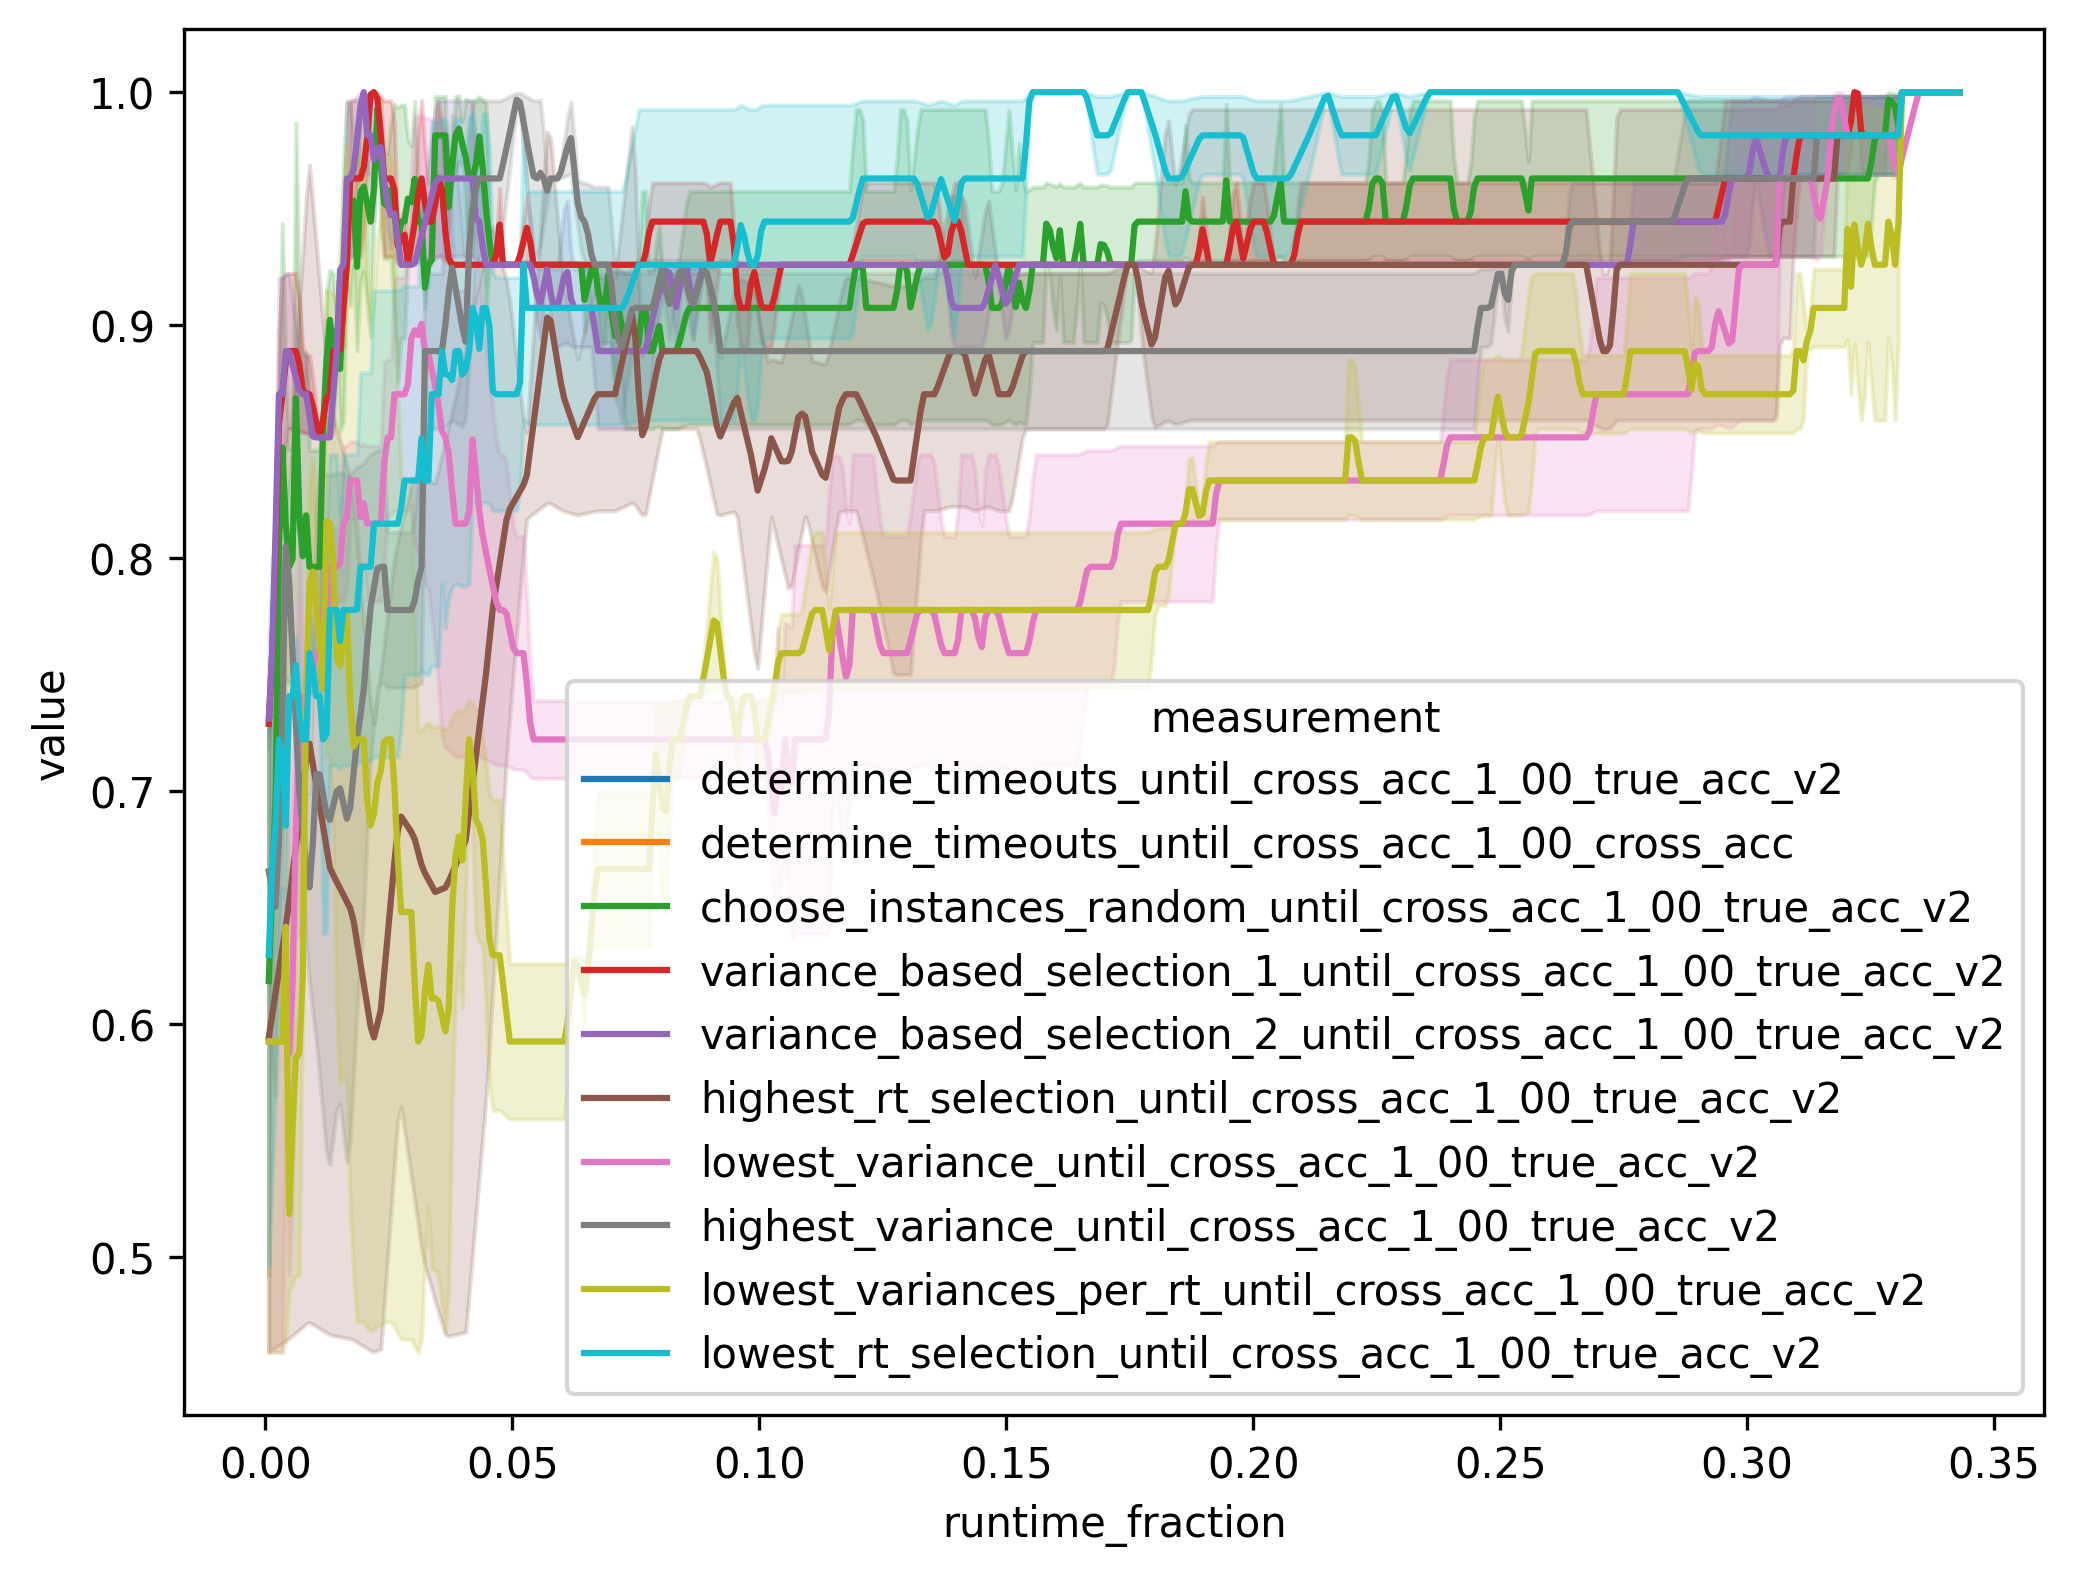 1.0
0.9
0.8
0.7
0.6
0.5
value
measurement
determine_timeouts_until_cross_acc_1_00_true_acc_v2
determine_timeouts_until_cross_acc_1_00_cross_acc
choose_instances_random_until_cross_acc_1_00_true_acc_v2
variance_based_selection_1_until_cross_acc_1_00_true_acc_v2
variance_based_selection_2_until_cross_acc_1_00_true_acc_v2
highest_rt_selection_until_cross_acc_1_00_true_acc_v2
lowest_variance_until_cross_acc_1_00_true_acc_v2
highest_variance_until_cross_acc_1_00_true_acc_v2
lowest_variances_per_rt_until_cross_acc_1_00_true_acc_v2
lowest_rt_selection_until_cross_acc_1_00_true_acc_v2
0.00 0.05 0.10 0.15 0.20 0.25 0.30 0.35
runtime_fraction